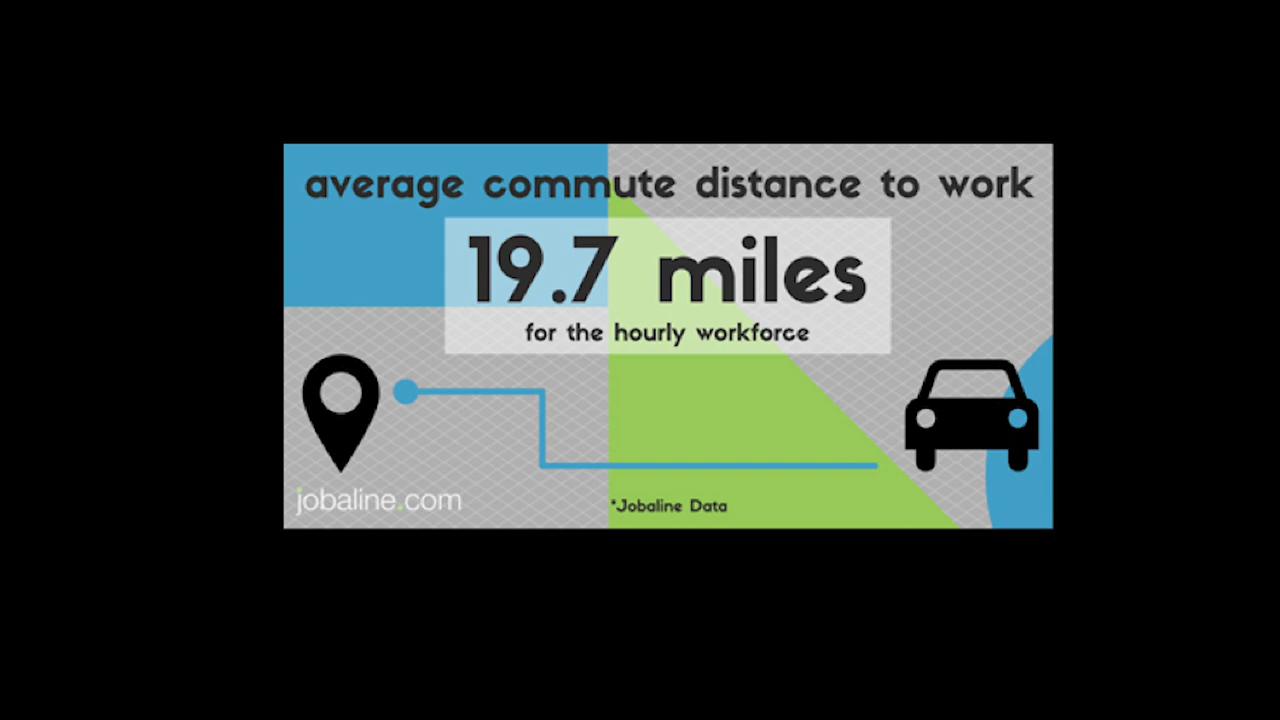 average commute distance to work
19.7 miles
for the hourly workforce
jobaline.com
*Jobaline Data